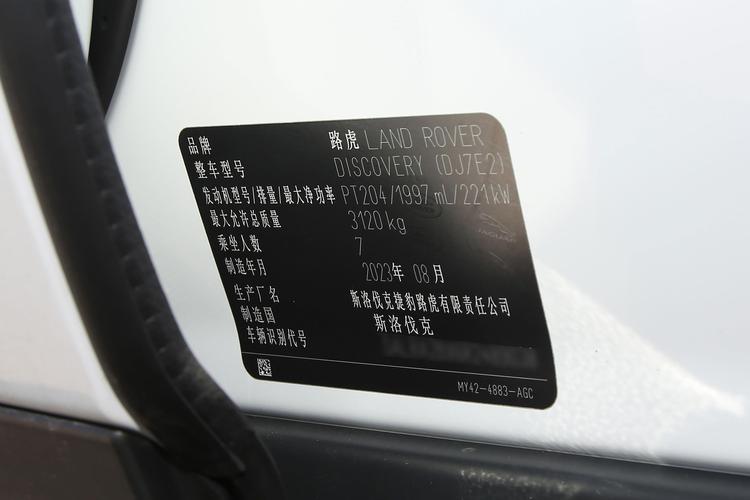 品牌 路虎 LAND ROVER
整车型号 DISCOVERY (DJ7E2)
发动机型号/排量/最大净功率 PT204/1997 mL/221 kW
最大允许总质量 3120 kg
乘坐人数 7
制造年月 2023年 08月
生产厂名 斯洛伐克捷豹路虎有限责任公司
制造国 斯洛伐克
车辆识别代号
MY42-4883-AGC
JAGUAR